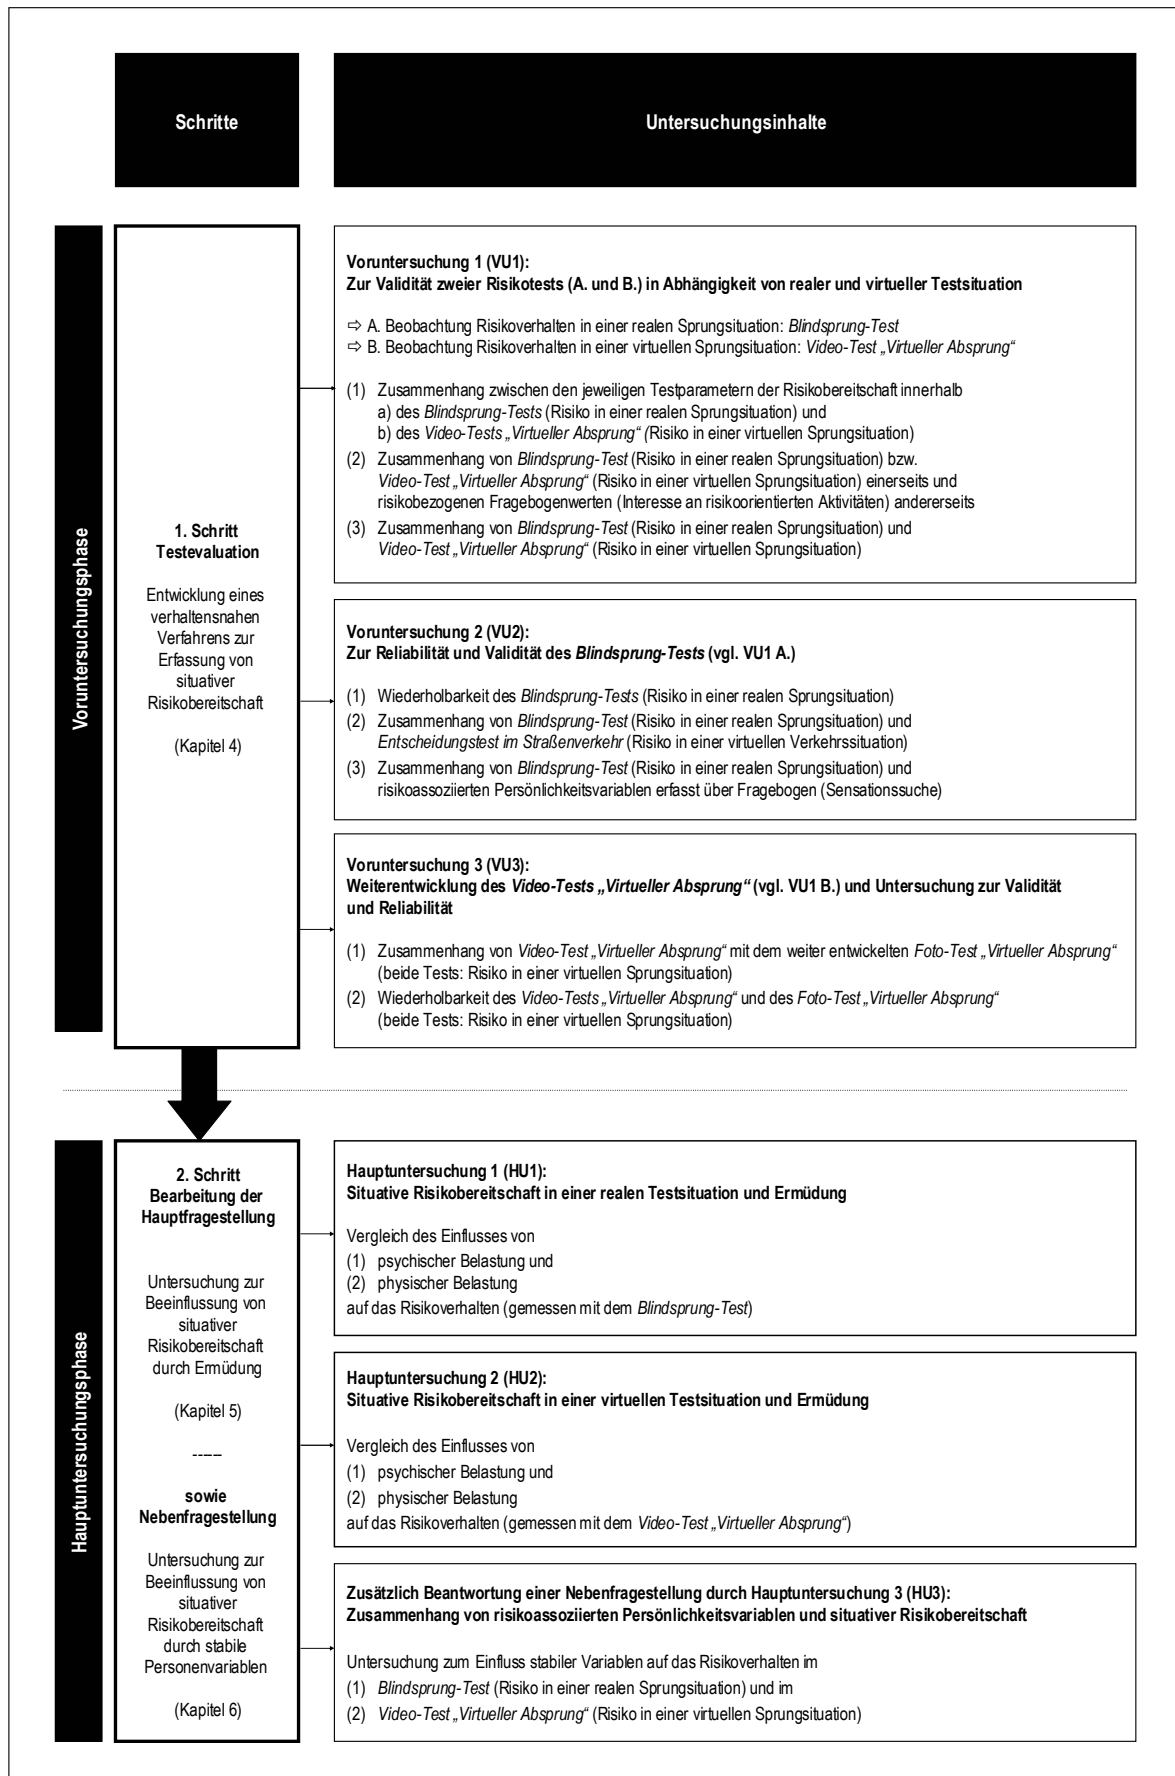 Schritte
Untersuchungsinhalte
Voruntersuchungsphase
1. Schritt
Testevaluation
Entwicklung eines
verhaltensnahen
Verfahrens zur
Erfassung von
situativer
Risikobereitschaft
(Kapitel 4)
Voruntersuchung 1 (VU1):
Zur Validität zweier Risikotests (A. und B.) in Abhängigkeit von realer und virtueller Testsituation
⇨ A. Beobachtung Risikoverhalten in einer realen Sprungsituation: Blindsprung-Test
⇨ B. Beobachtung Risikoverhalten in einer virtuellen Sprungsituation: Video-Test „Virtueller Absprung“
(1) Zusammenhang zwischen den jeweiligen Testparametern der Risikobereitschaft innerhalb
a) des Blindsprung-Tests (Risiko in einer realen Sprungsituation) und
b) des Video-Tests „Virtueller Absprung“ (Risiko in einer virtuellen Sprungsituation)
(2) Zusammenhang von Blindsprung-Test (Risiko in einer realen Sprungsituation) bzw.
Video-Test „Virtueller Absprung“ (Risiko in einer virtuellen Sprungsituation) einerseits und
risikobezogenen Fragebogenwerten (Interesse an risikoorientierten Aktivitäten) andererseits
(3) Zusammenhang von Blindsprung-Test (Risiko in einer realen Sprungsituation) und
Video-Test „Virtueller Absprung“ (Risiko in einer virtuellen Sprungsituation)
Voruntersuchung 2 (VU2):
Zur Reliabilität und Validität des Blindsprung-Tests (vgl. VU1 A.)
(1) Wiederholbarkeit des Blindsprung-Tests (Risiko in einer realen Sprungsituation)
(2) Zusammenhang von Blindsprung-Test (Risiko in einer realen Sprungsituation) und
Entscheidungstest im Straßenverkehr (Risiko in einer virtuellen Verkehrssituation)
(3) Zusammenhang von Blindsprung-Test (Risiko in einer realen Sprungsituation) und
risikoassoziierten Persönlichkeitsvariablen erfasst über Fragebogen (Sensationssuche)
Voruntersuchung 3 (VU3):
Weiterentwicklung des Video-Tests „Virtueller Absprung“ (vgl. VU1 B.) und Untersuchung zur Validität
und Reliabilität
(1) Zusammenhang von Video-Test „Virtueller Absprung“ mit dem weiter entwickelten Foto-Test „Virtueller Absprung“
(beide Tests: Risiko in einer virtuellen Sprungsituation)
(2) Wiederholbarkeit des Video-Tests „Virtueller Absprung“ und des Foto-Test „Virtueller Absprung“
(beide Tests: Risiko in einer virtuellen Sprungsituation)
Hauptuntersuchungsphase
2. Schritt
Bearbeitung der
Hauptfragestellung
Untersuchung zur
Beeinflussung von
situativer
Risikobereitschaft
durch Ermüdung
(Kapitel 5)
------
sowie
Nebenfragestellung
Untersuchung zur
Beeinflussung von
situativer
Risikobereitschaft
durch stabile
Personenvariablen
(Kapitel 6)
Hauptuntersuchung 1 (HU1):
Situative Risikobereitschaft in einer realen Testsituation und Ermüdung
Vergleich des Einflusses von
(1) psychischer Belastung und
(2) physischer Belastung
auf das Risikoverhalten (gemessen mit dem Blindsprung-Test)
Hauptuntersuchung 2 (HU2):
Situative Risikobereitschaft in einer virtuellen Testsituation und Ermüdung
Vergleich des Einflusses von
(1) psychischer Belastung und
(2) physischer Belastung
auf das Risikoverhalten (gemessen mit dem Video-Test „Virtueller Absprung“)
Zusätzlich Beantwortung einer Nebenfragestellung durch Hauptuntersuchung 3 (HU3):
Zusammenhang von risikoassoziierten Persönlichkeitsvariablen und situativer Risikobereitschaft
Untersuchung zum Einfluss stabiler Variablen auf das Risikoverhalten im
(1) Blindsprung-Test (Risiko in einer realen Sprungsituation) und im
(2) Video-Test „Virtueller Absprung“ (Risiko in einer virtuellen Sprungsituation)